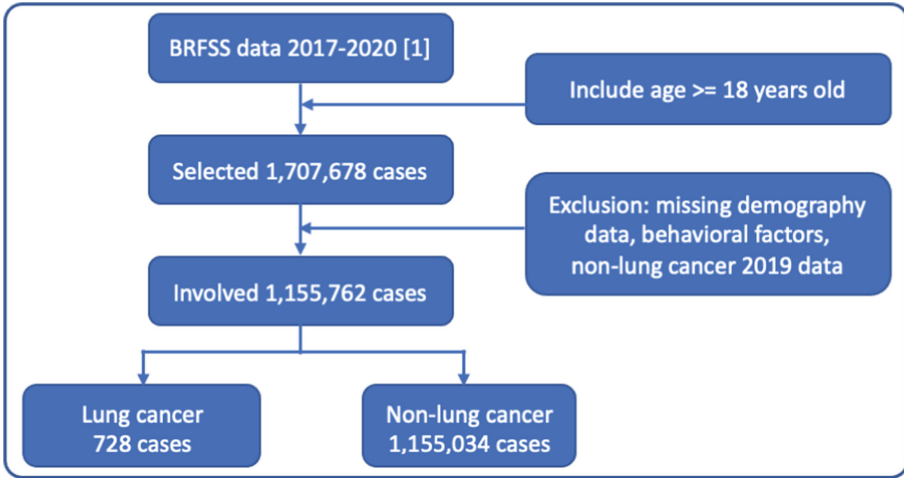 BRFSS data 2017-2020 [1]
Include age >= 18 years old
Selected 1,707,678 cases
Exclusion: missing demography
data, behavioral factors,
non-lung cancer 2019 data
Involved 1,155,762 cases
Lung cancer
728 cases
Non-lung cancer
1,155,034 cases